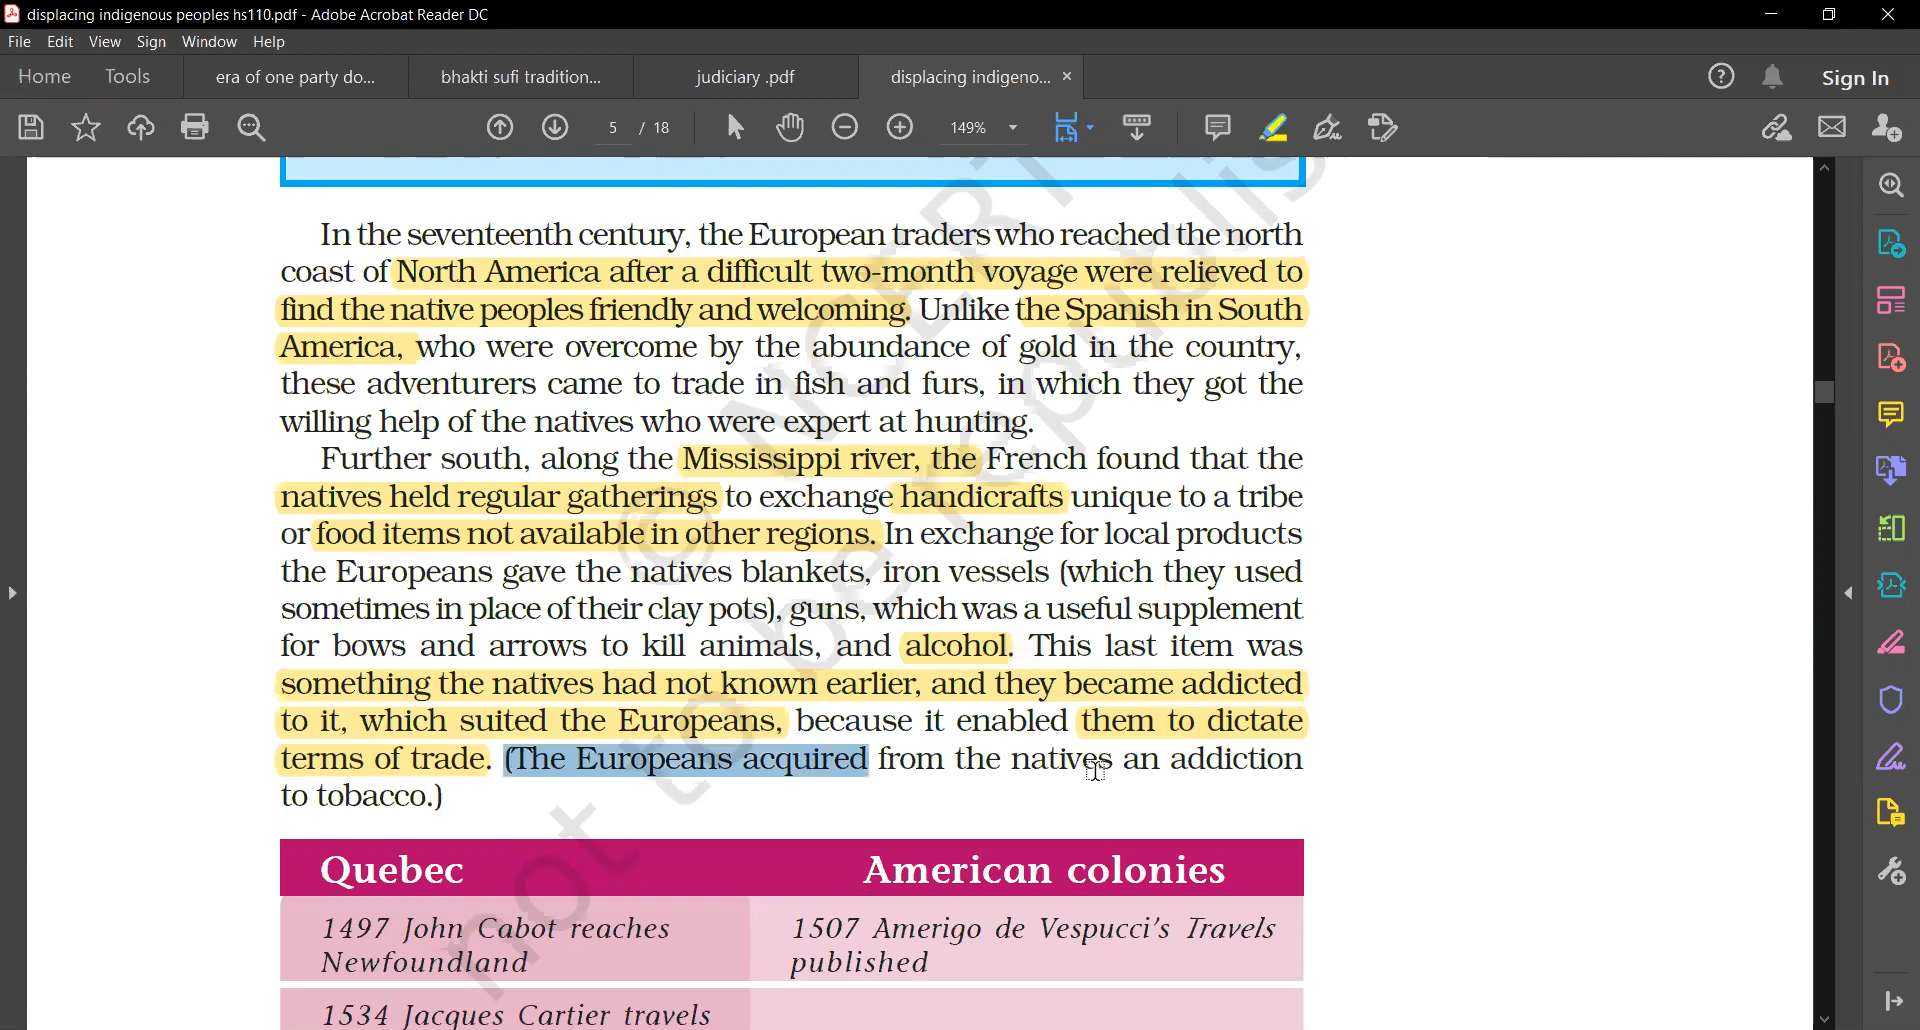 displacing indigenous peoples hs110.pdf - Adobe Acrobat Reader DC
File Edit View Sign Window Help
Home Tools era of one party do... bhakti sufi tradition... judiciary .pdf displacing indigeno... × Sign In
5 / 18 149%
In the seventeenth century, the European traders who reached the north
coast of North America after a difficult two-month voyage were relieved to
find the native peoples friendly and welcoming. Unlike the Spanish in South
America, who were overcome by the abundance of gold in the country,
these adventurers came to trade in fish and furs, in which they got the
willing help of the natives who were expert at hunting.
Further south, along the Mississippi river, the French found that the
natives held regular gatherings to exchange handicrafts unique to a tribe
or food items not available in other regions. In exchange for local products
the Europeans gave the natives blankets, iron vessels (which they used
sometimes in place of their clay pots), guns, which was a useful supplement
for bows and arrows to kill animals, and alcohol. This last item was
something the natives had not known earlier, and they became addicted
to it, which suited the Europeans, because it enabled them to dictate
terms of trade. (The Europeans acquired from the natives an addiction
to tobacco.)
Quebec American colonies
1497 John Cabot reaches 1507 Amerigo de Vespucci's Travels
Newfoundland published
1534 Jacques Cartier travels
© NCERT
not to be republis